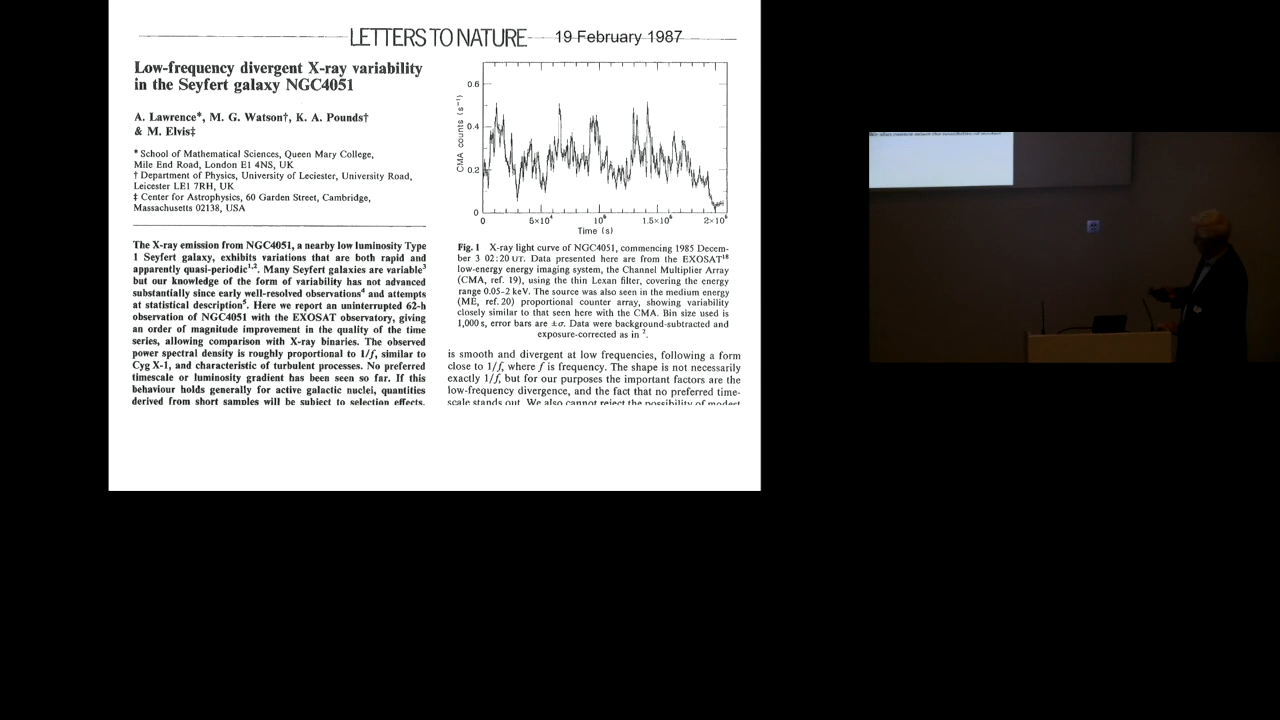 LETTERS TO NATURE 19 February 1987
Low-frequency divergent X-ray variability
in the Seyfert galaxy NGC4051
A. Lawrence*, M. G. Watson†, K. A. Pounds†
& M. Elvis‡
* School of Mathematical Sciences, Queen Mary College,
Mile End Road, London E1 4NS, UK
† Department of Physics, University of Leciester, University Road,
Leicester LE1 7RH, UK
‡ Center for Astrophysics, 60 Garden Street, Cambridge,
Massachusetts 02138, USA
The X-ray emission from NGC4051, a nearby low luminosity Type
1 Seyfert galaxy, exhibits variations that are both rapid and
apparently quasi-periodic1,2. Many Seyfert galaxies are variable3
but our knowledge of the form of variability has not advanced
substantially since early well-resolved observations4 and attempts
at statistical description5. Here we report an uninterrupted 62-h
observation of NGC4051 with the EXOSAT observatory, giving
an order of magnitude improvement in the quality of the time
series, allowing comparison with X-ray binaries. The observed
power spectral density is roughly proportional to 1/f, similar to
Cyg X-1, and characteristic of turbulent processes. No preferred
timescale or luminosity gradient has been seen so far. If this
behaviour holds generally for active galactic nuclei, quantities
derived from short samples will be subject to selection effects.
CMA counts (s⁻¹)
0.6
0.4
0.2
0
0 5×10⁴ 10⁶ 1.5×10⁶ 2×10⁶
Time (s)
Fig. 1 X-ray light curve of NGC4051, commencing 1985 Decem-
ber 3 02:20 UT. Data presented here are from the EXOSAT18
low-energy energy imaging system, the Channel Multiplier Array
(CMA, ref. 19), using the thin Lexan filter, covering the energy
range 0.05–2 keV. The source was also seen in the medium energy
(ME, ref. 20) proportional counter array, showing variability
closely similar to that seen here with the CMA. Bin size used is
1,000 s, error bars are ±σ. Data were background-subtracted and
exposure-corrected as in 2.
is smooth and divergent at low frequencies, following a form
close to 1/f, where f is frequency. The shape is not necessarily
exactly 1/f, but for our purposes the important factors are the
low-frequency divergence, and the fact that no preferred time-
scale stands out. We also cannot reject the possibility of modest